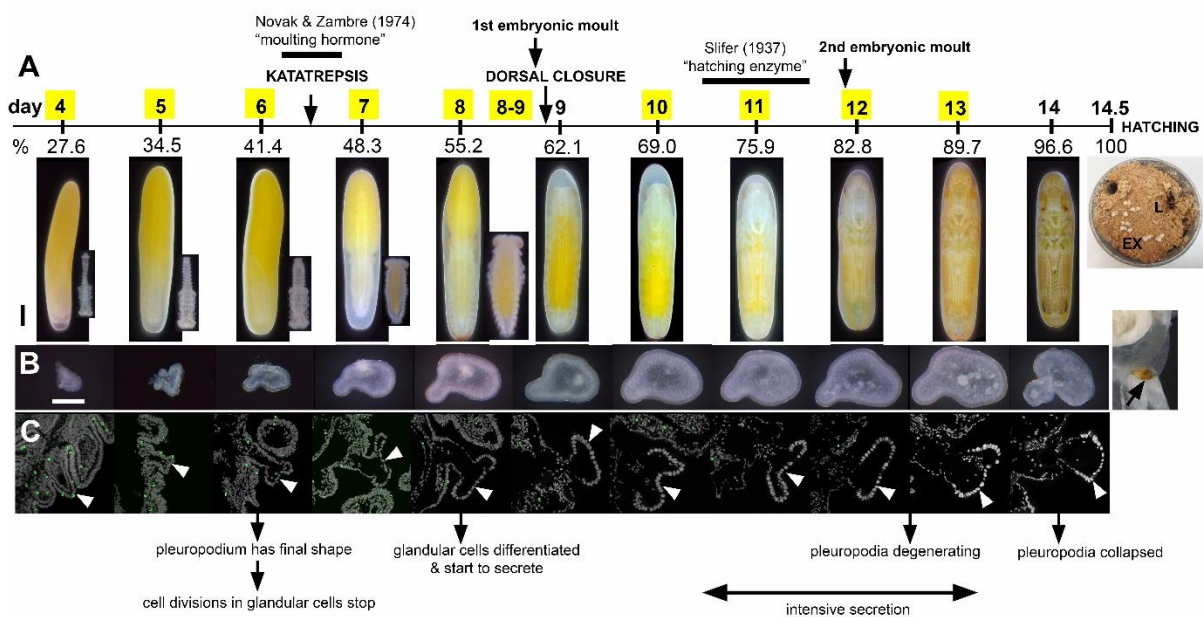 Novak & Zambre (1974)
“moulting hormone”
KATATREPSIS
1st embryonic moult
DORSAL CLOSURE
Slifer (1937)
“hatching enzyme”
2nd embryonic moult
A
day 4 5 6 7 8 8-9 9 10 11 12 13 14 14.5
HATCHING
% 27.6 34.5 41.4 48.3 55.2 62.1 69.0 75.9 82.8 89.7 96.6 100
L
EX
B
C
pleuropodium has final shape
cell divisions in glandular cells stop
glandular cells differentiated
& start to secrete
pleuropodia degenerating
pleuropodia collapsed
intensive secretion